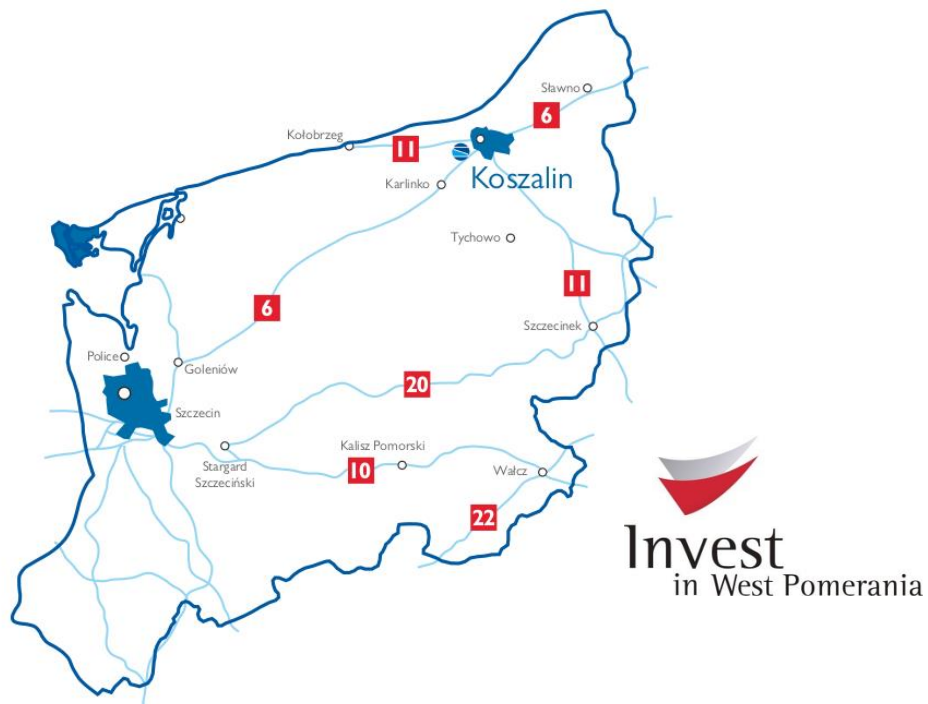 Sławno
6
Kołobrzeg
11
Koszalin
Karlinko
Tychowo
11
6
Szczecinek
Police
Goleniów
20
Szczecin
Kalisz Pomorski
Stargard
Szczeciński
10
Wałcz
22
Invest
in West Pomerania